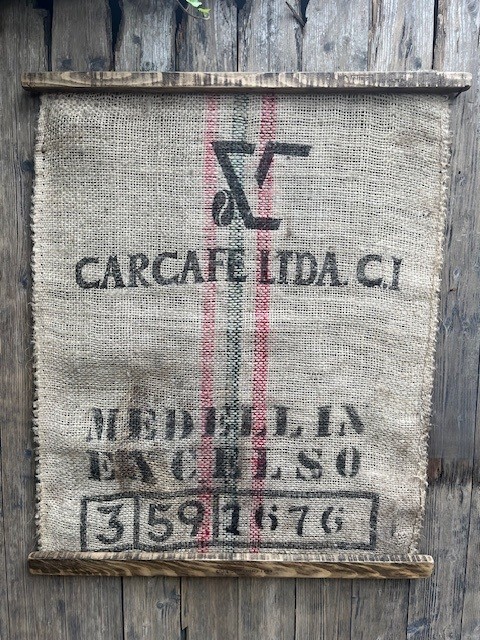 CARCAFE LTDA. C.I
MEDELLIN
EXCELSO
3 59 1676